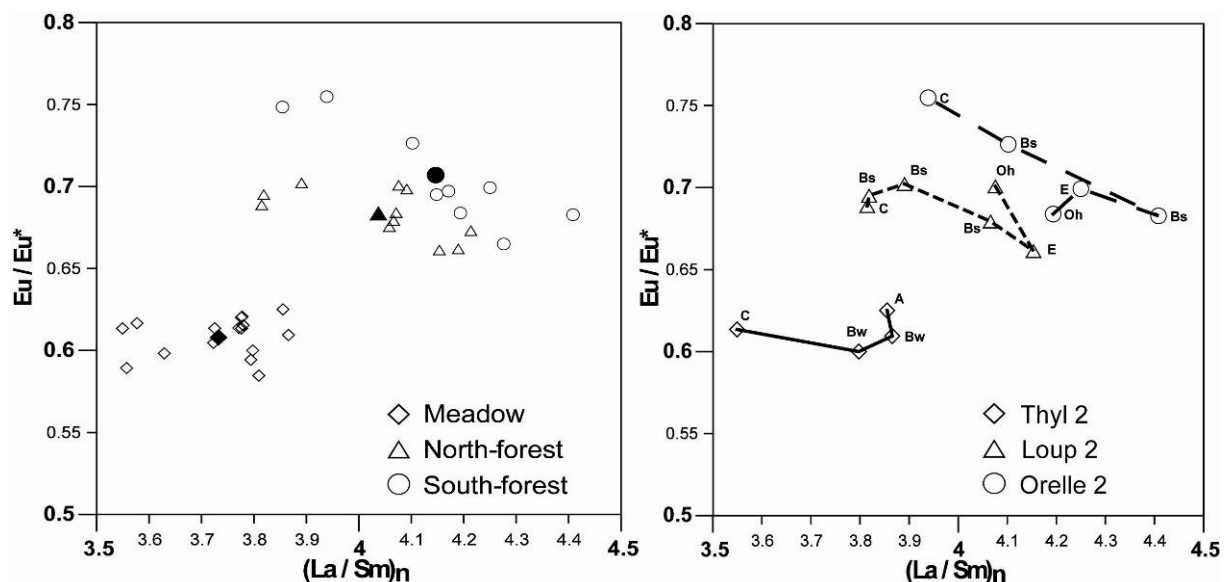 0.8
0.75
0.7
0.65
0.6
0.55
0.5
Eu / Eu*
3.5 3.6 3.7 3.8 3.9 4 4.1 4.2 4.3 4.4 4.5
(La / Sm)n
Meadow
North-forest
South-forest
0.8
0.75
0.7
0.65
0.6
0.55
0.5
Eu / Eu*
3.5 3.6 3.7 3.8 3.9 4 4.1 4.2 4.3 4.4 4.5
(La / Sm)n
C
Bs
Bs Bs Oh
E
C
Oh Bs
Bs
E
A
C
Bw
Bw
Thyl 2
Loup 2
Orelle 2